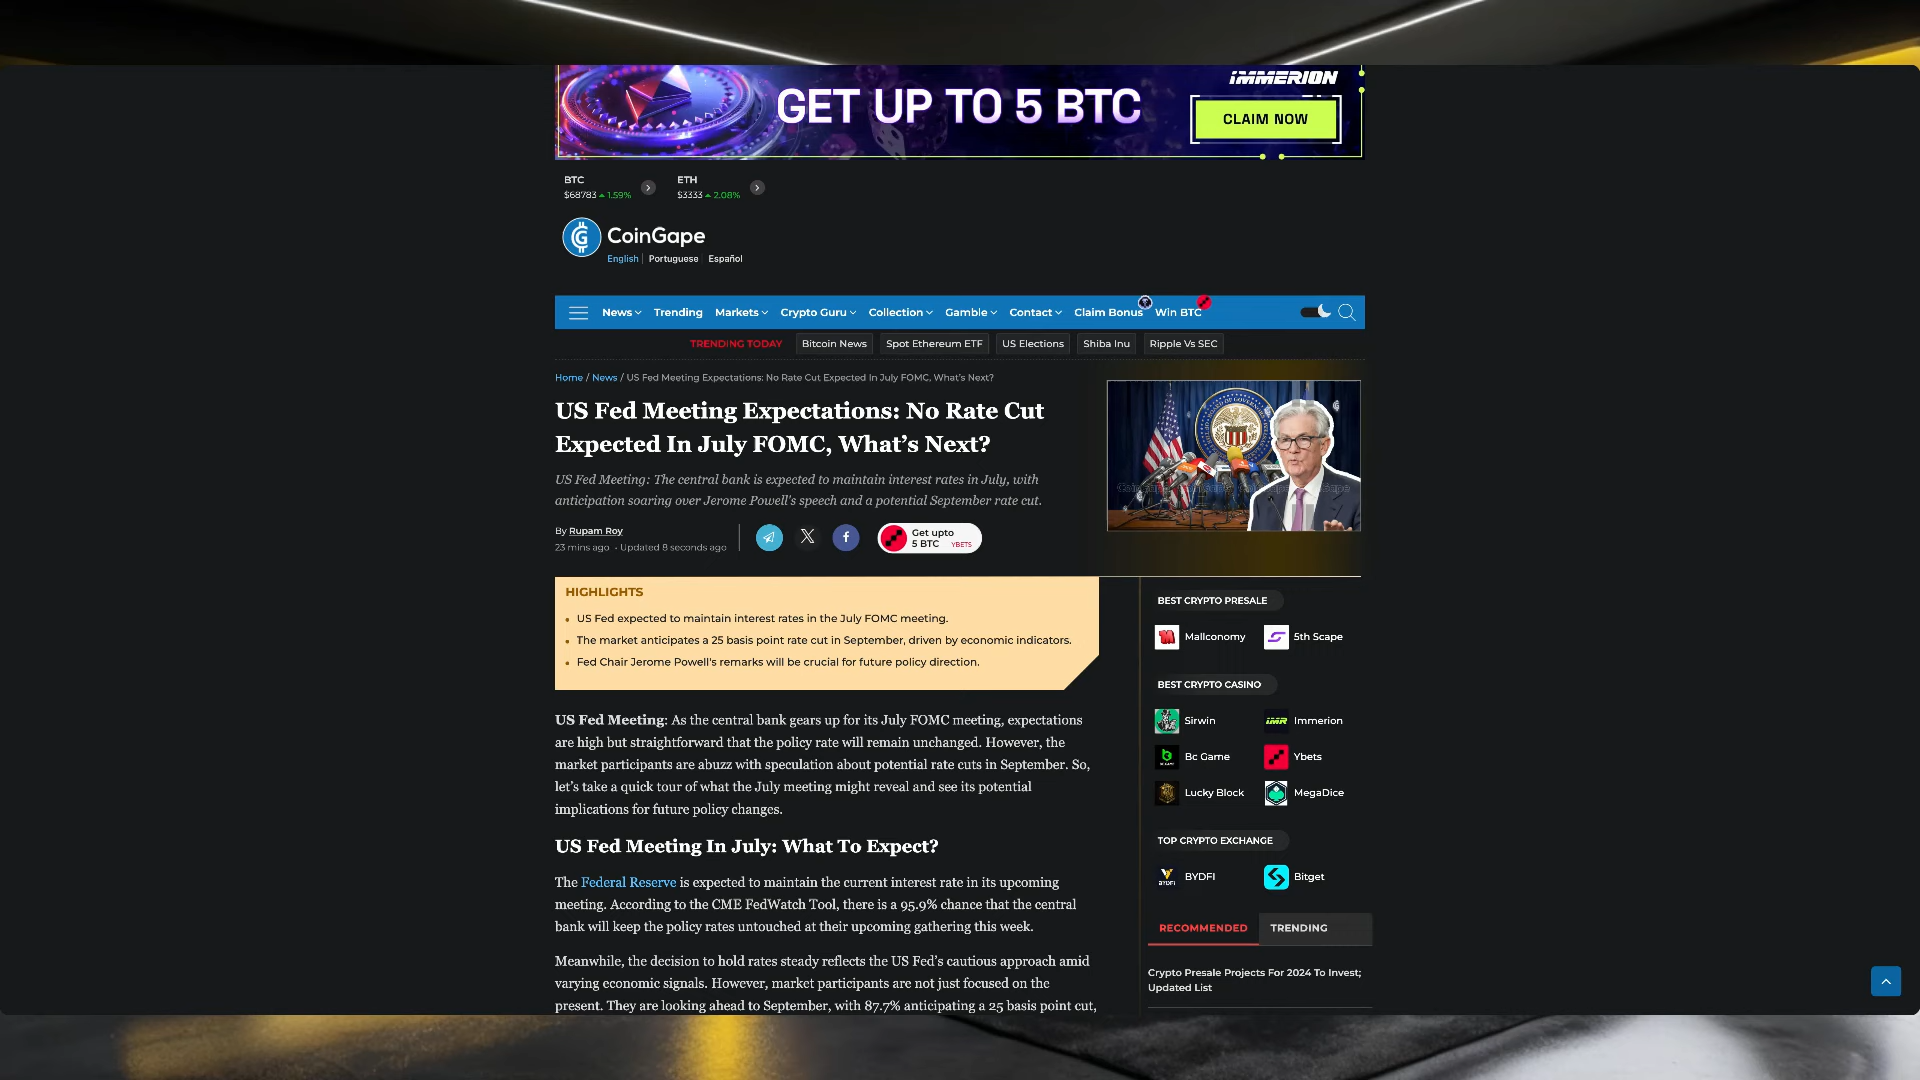 IMMERION
GET UP TO 5 BTC
CLAIM NOW
BTC
$68783 1.59%
ETH
$3333 2.08%
CoinGape
English | Portuguese Español
News Trending Markets Crypto Guru Collection Gamble Contact Claim Bonus Win BTC
TRENDING TODAY Bitcoin News Spot Ethereum ETF US Elections Shiba Inu Ripple Vs SEC
Home / News / US Fed Meeting Expectations: No Rate Cut Expected In July FOMC, What's Next?
US Fed Meeting Expectations: No Rate Cut
Expected In July FOMC, What's Next?
US Fed Meeting: The central bank is expected to maintain interest rates in July, with
anticipation soaring over Jerome Powell's speech and a potential September rate cut.
By Rupam Roy
23 mins ago · Updated 8 seconds ago
Get upto
5 BTC YBETS
HIGHLIGHTS
US Fed expected to maintain interest rates in the July FOMC meeting.
The market anticipates a 25 basis point rate cut in September, driven by economic indicators.
Fed Chair Jerome Powell's remarks will be crucial for future policy direction.
US Fed Meeting: As the central bank gears up for its July FOMC meeting, expectations
are high but straightforward that the policy rate will remain unchanged. However, the
market participants are abuzz with speculation about potential rate cuts in September. So,
let's take a quick tour of what the July meeting might reveal and see its potential
implications for future policy changes.
US Fed Meeting In July: What To Expect?
The Federal Reserve is expected to maintain the current interest rate in its upcoming
meeting. According to the CME FedWatch Tool, there is a 95.9% chance that the central
bank will keep the policy rates untouched at their upcoming gathering this week.
Meanwhile, the decision to hold rates steady reflects the US Fed's cautious approach amid
varying economic signals. However, market participants are not just focused on the
present. They are looking ahead to September, with 87.7% anticipating a 25 basis point cut,
BEST CRYPTO PRESALE
Mallconomy 5th Scape
BEST CRYPTO CASINO
Sirwin Immerion
Bc Game Ybets
Lucky Block MegaDice
TOP CRYPTO EXCHANGE
BYDFI Bitget
RECOMMENDED TRENDING
Crypto Presale Projects For 2024 To Invest;
Updated List